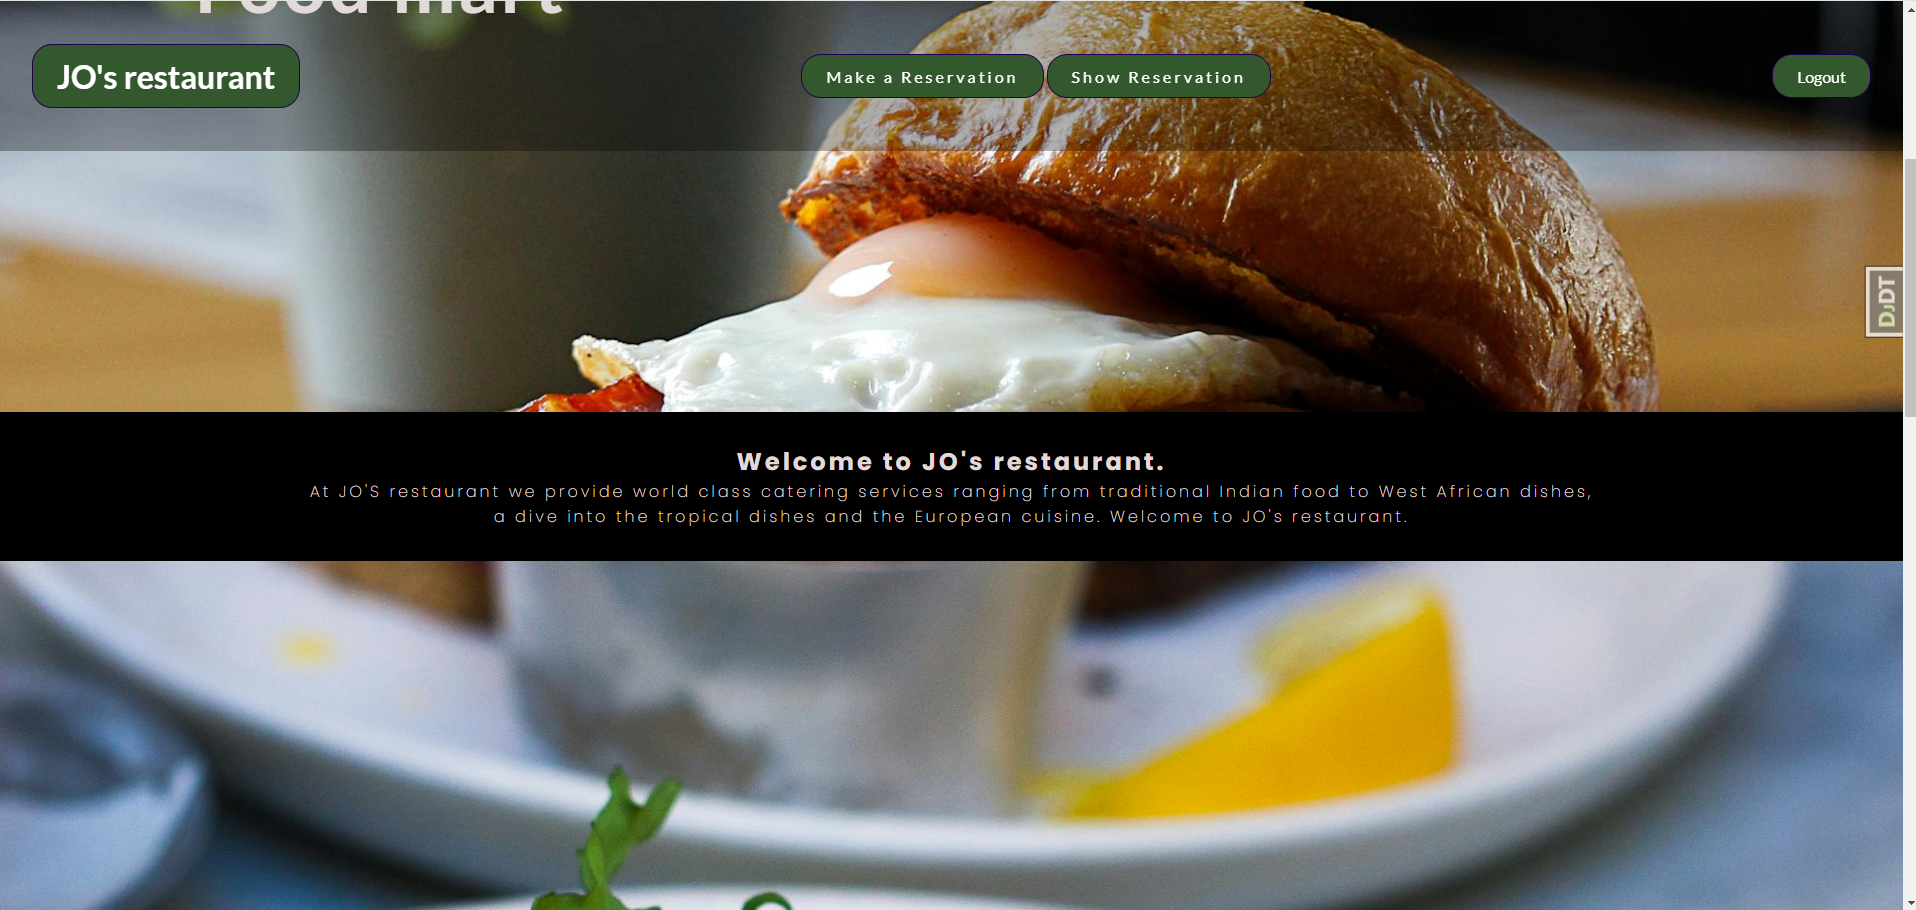 Food mart
JO's restaurant
Make a Reservation
Show Reservation
Logout
DJDT
Welcome to JO's restaurant.
At JO'S restaurant we provide world class catering services ranging from traditional Indian food to West African dishes,
a dive into the tropical dishes and the European cuisine. Welcome to JO's restaurant.